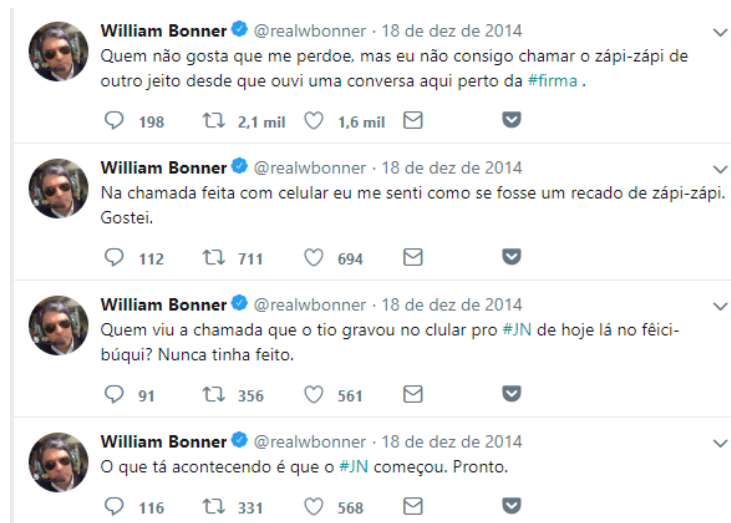 William Bonner @realwbonner · 18 de dez de 2014
Quem não gosta que me perdoe, mas eu não consigo chamar o zápi-zápi de
outro jeito desde que ouvi uma conversa aqui perto da #firma .
198 2,1 mil 1,6 mil
William Bonner @realwbonner · 18 de dez de 2014
Na chamada feita com celular eu me senti como se fosse um recado de zápi-zápi.
Gostei.
112 711 694
William Bonner @realwbonner · 18 de dez de 2014
Quem viu a chamada que o tio gravou no clular pro #JN de hoje lá no fêici-
búqui? Nunca tinha feito.
91 356 561
William Bonner @realwbonner · 18 de dez de 2014
O que tá acontecendo é que o #JN começou. Pronto.
116 331 568